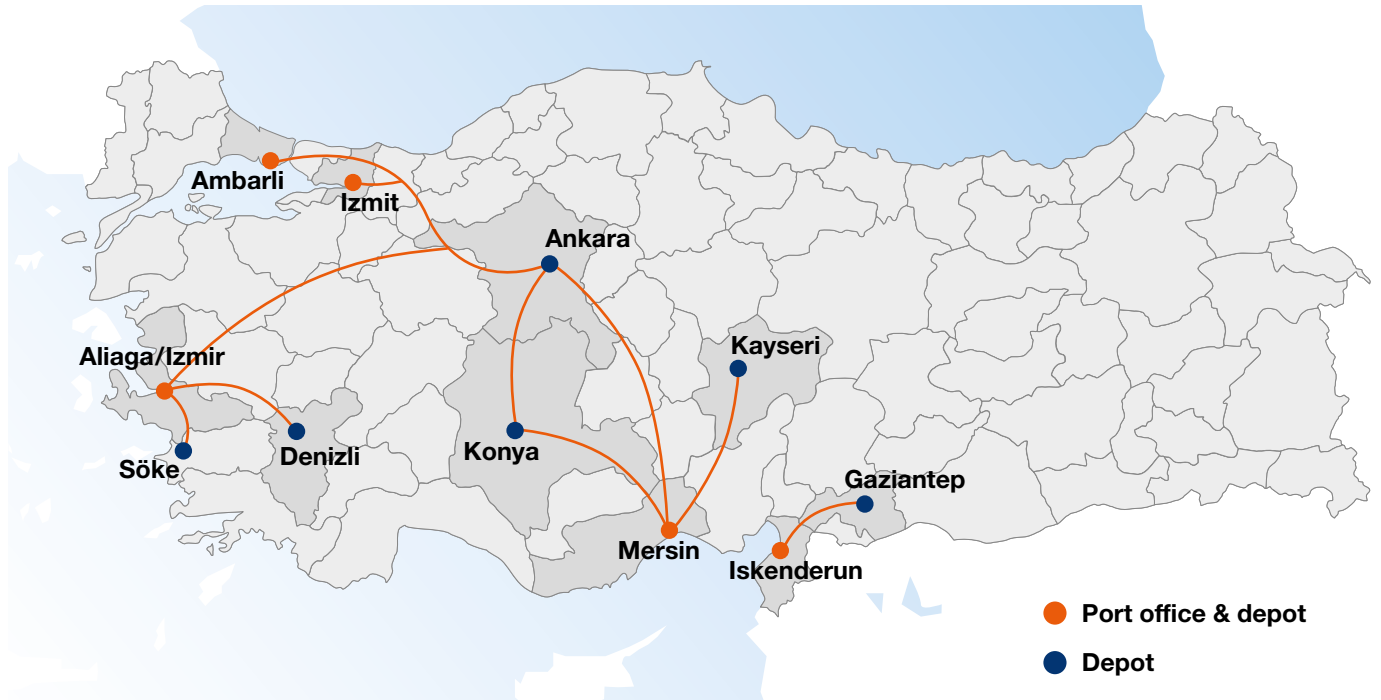 Ambarli
Izmit
Ankara
Kayseri
Aliaga/Izmir
Söke
Denizli
Konya
Gaziantep
Mersin
Iskenderun
Port office & depot
Depot